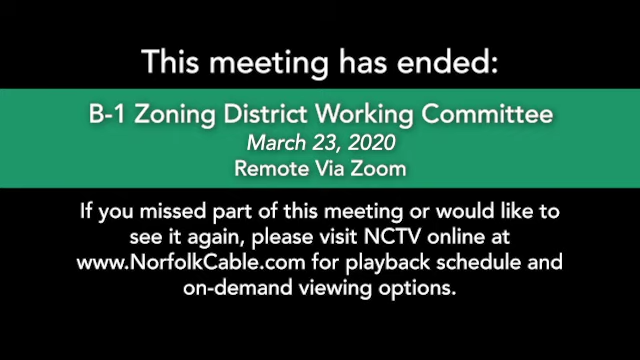 This meeting has ended:
B-1 Zoning District Working Committee
March 23, 2020
Remote Via Zoom
If you missed part of this meeting or would like to
see it again, please visit NCTV online at
www.NorfolkCable.com for playback schedule and
on-demand viewing options.